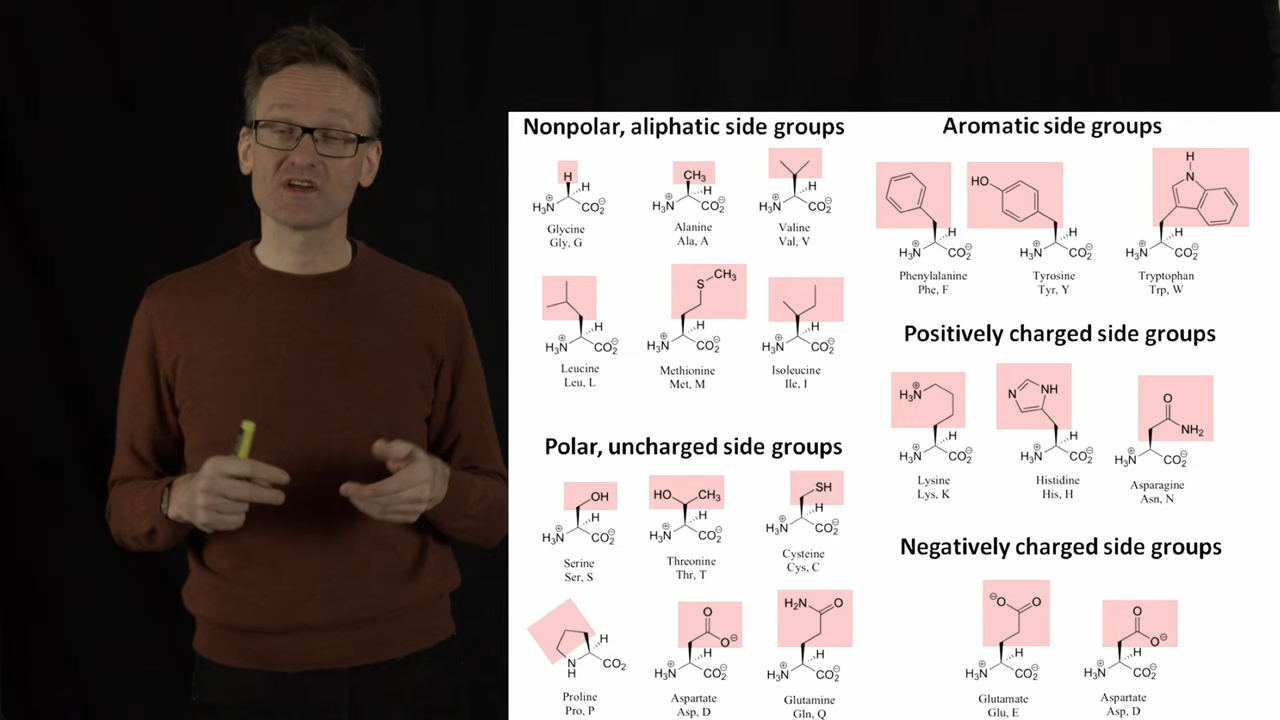 Nonpolar, aliphatic side groups
H
H
H₃N⊕ CO₂⊖
Glycine
Gly, G
CH₃
H
H₃N⊕ CO₂⊖
Alanine
Ala, A
H
H₃N⊕ CO₂⊖
Valine
Val, V
H
H₃N⊕ CO₂⊖
Leucine
Leu, L
S CH₃
H
H₃N⊕ CO₂⊖
Methionine
Met, M
H
H₃N⊕ CO₂⊖
Isoleucine
Ile, I
Polar, uncharged side groups
OH
H
H₃N⊕ CO₂⊖
Serine
Ser, S
HO CH₃
H
H₃N⊕ CO₂⊖
Threonine
Thr, T
SH
H
H₃N⊕ CO₂⊖
Cysteine
Cys, C
H
N CO₂
H
Proline
Pro, P
O
O⊖
H
H₃N⊕ CO₂⊖
Aspartate
Asp, D
H₂N O
H
H₃N⊕ CO₂⊖
Glutamine
Gln, Q
Aromatic side groups
H
H₃N⊕ CO₂⊖
Phenylalanine
Phe, F
HO
H
H₃N⊕ CO₂⊖
Tyrosine
Tyr, Y
H
N
H
H₃N⊕ CO₂⊖
Tryptophan
Trp, W
Positively charged side groups
H₃N⊕
H
H₃N⊕ CO₂⊖
Lysine
Lys, K
N NH
H
H₃N⊕ CO₂⊖
Histidine
His, H
O
NH₂
H
H₃N⊕ CO₂⊖
Asparagine
Asn, N
Negatively charged side groups
⊖O O
H
H₃N⊕ CO₂⊖
Glutamate
Glu, E
O
O⊖
H
H₃N⊕ CO₂⊖
Aspartate
Asp, D